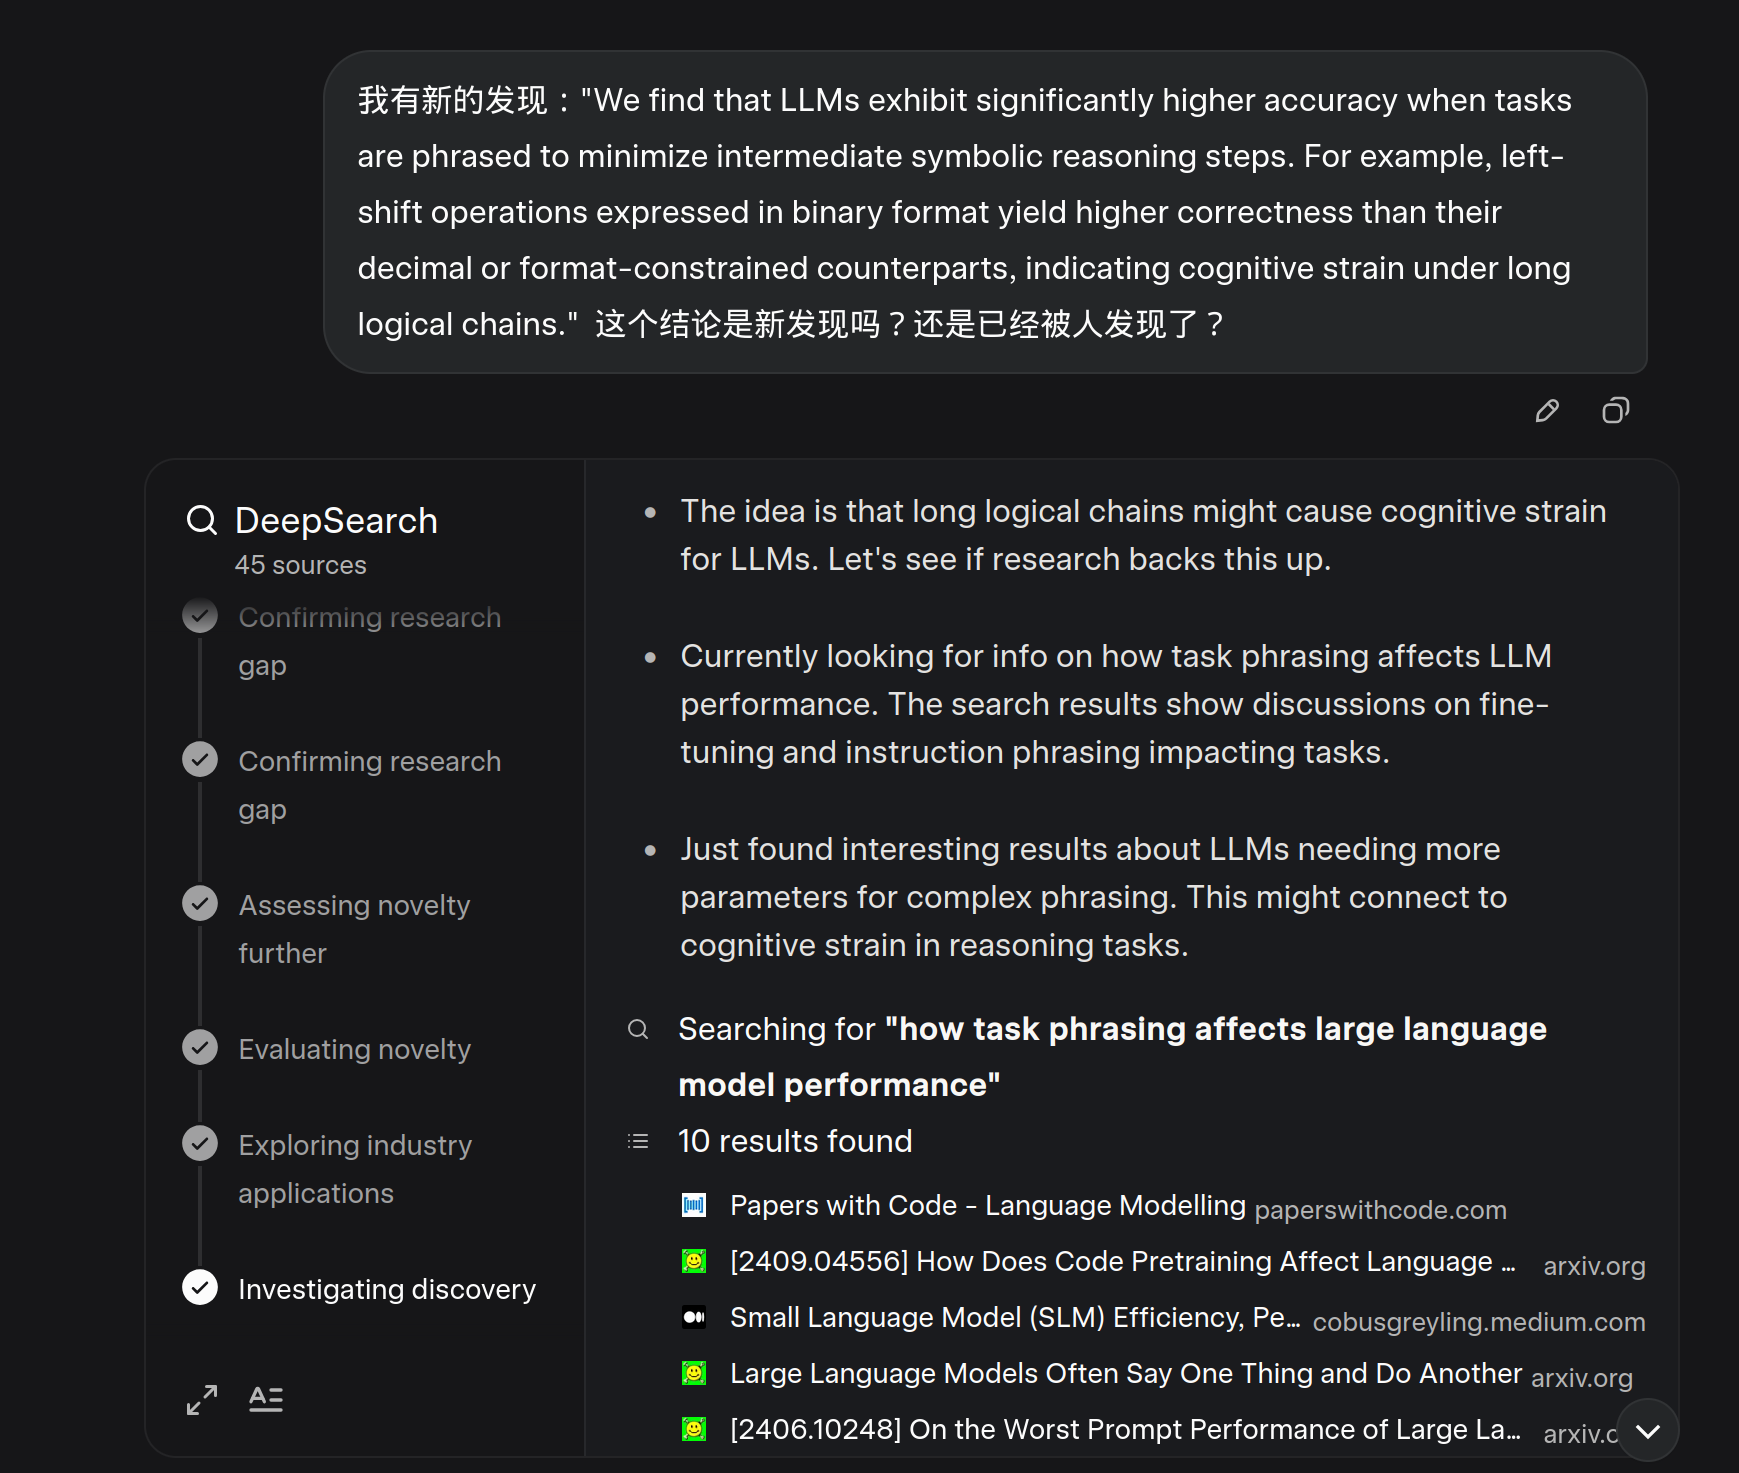 我有新的发现："We find that LLMs exhibit significantly higher accuracy when tasks
are phrased to minimize intermediate symbolic reasoning steps. For example, left-
shift operations expressed in binary format yield higher correctness than their
decimal or format-constrained counterparts, indicating cognitive strain under long
logical chains." 这个结论是新发现吗？还是已经被人发现了？
DeepSearch
45 sources
Confirming research
gap
Confirming research
gap
Assessing novelty
further
Evaluating novelty
Exploring industry
applications
Investigating discovery
The idea is that long logical chains might cause cognitive strain
for LLMs. Let's see if research backs this up.
Currently looking for info on how task phrasing affects LLM
performance. The search results show discussions on fine-
tuning and instruction phrasing impacting tasks.
Just found interesting results about LLMs needing more
parameters for complex phrasing. This might connect to
cognitive strain in reasoning tasks.
Searching for "how task phrasing affects large language
model performance"
10 results found
Papers with Code - Language Modelling paperswithcode.com
[2409.04556] How Does Code Pretraining Affect Language ... arxiv.org
Small Language Model (SLM) Efficiency, Pe... cobusgreyling.medium.com
Large Language Models Often Say One Thing and Do Another arxiv.org
[2406.10248] On the Worst Prompt Performance of Large La... arxiv.o